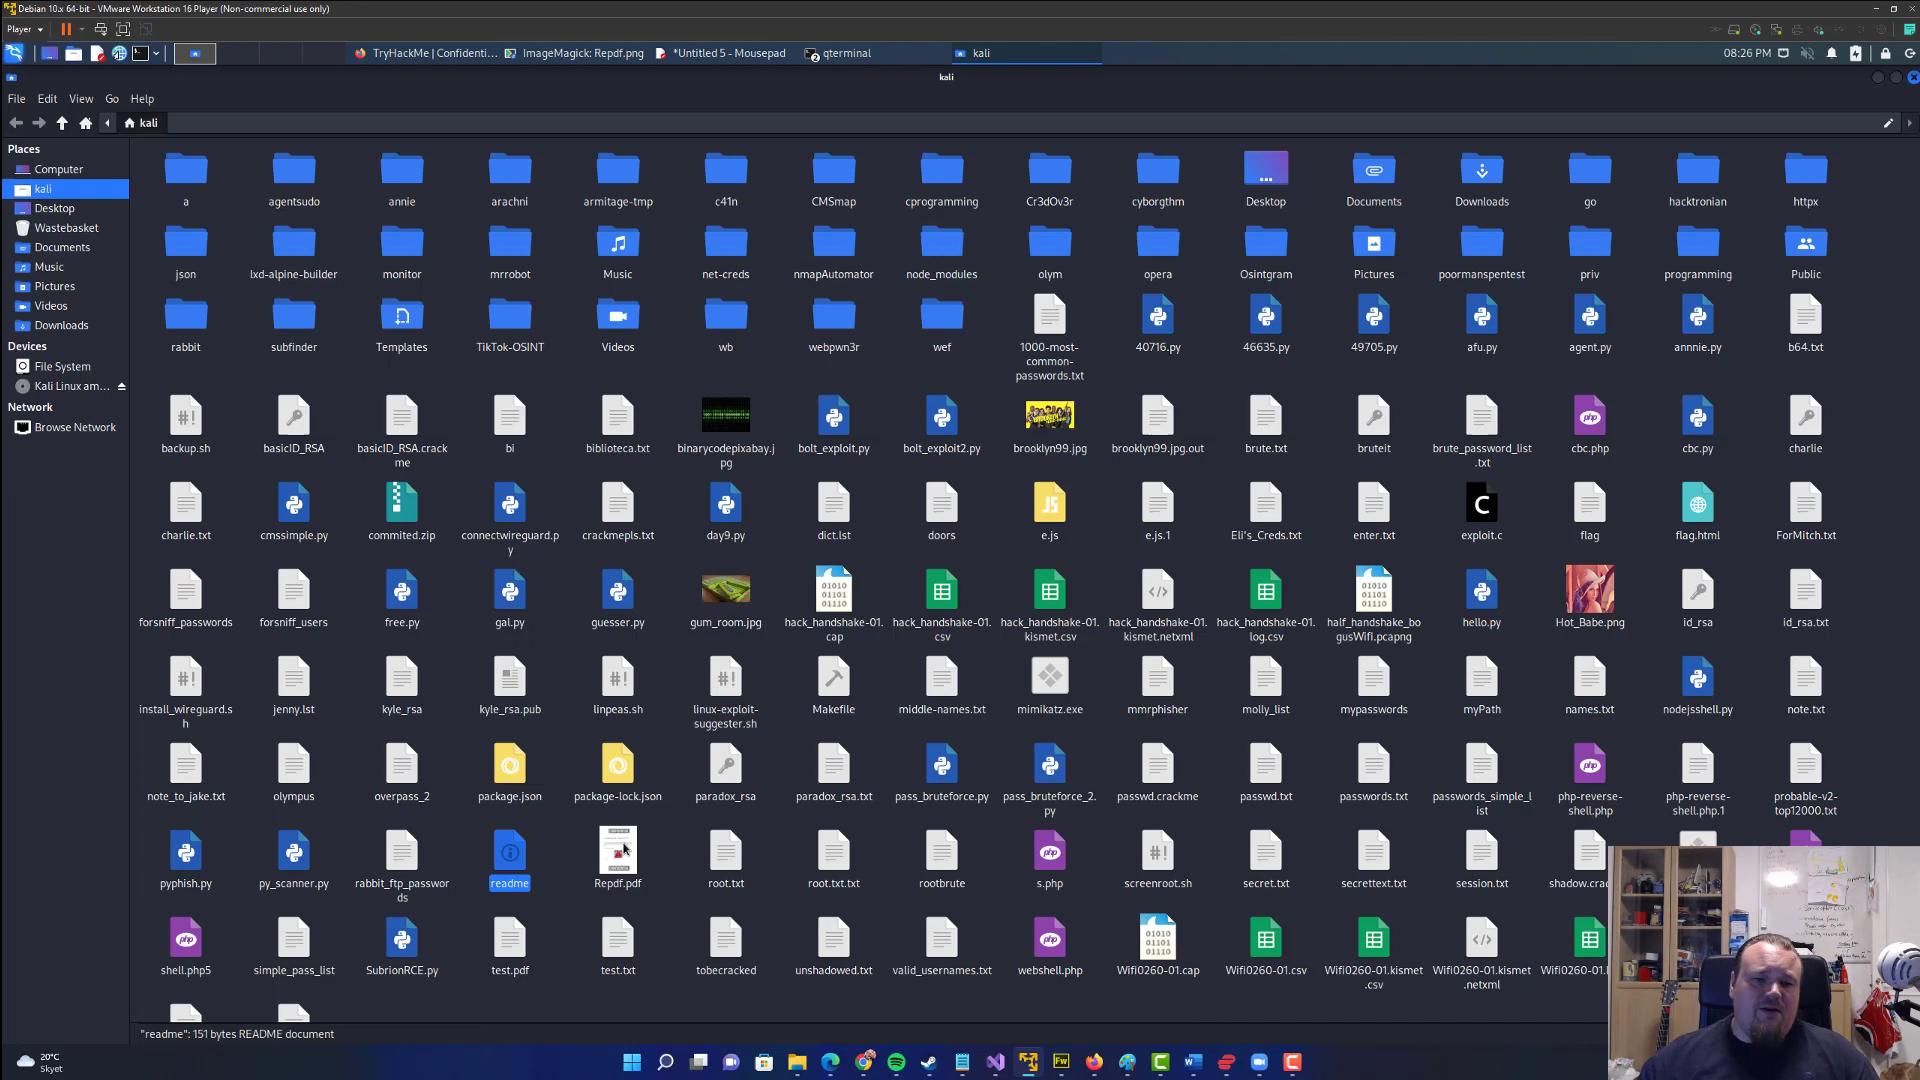 Debian 10.x 64-bit - VMware Workstation 16 Player (Non-commercial use only)
Player
TryHackMe | Confidenti...
ImageMagick: Repdf.png
*Untitled 5 - Mousepad
qterminal
kali
08:26 PM
kali
File Edit View Go Help
kali
Places
Computer
kali
Desktop
Wastebasket
Documents
Music
Pictures
Videos
Downloads
Devices
File System
Kali Linux am...
Network
Browse Network
a agentsudo annie arachni armitage-tmp c41n CMSmap cprogramming Cr3dOv3r cyborgthm Desktop Documents Downloads go hacktronian httpx
json lxd-alpine-builder monitor mrrobot Music net-creds nmapAutomator node_modules olym opera Osintgram Pictures poormanspentest priv programming Public
rabbit subfinder Templates TikTok-OSINT Videos wb webpwn3r wef 1000-most- 40716.py 46635.py 49705.py afu.py agent.py annnie.py b64.txt
common-
passwords.txt
backup.sh basicID_RSA basicID_RSA.crack bi biblioteca.txt binarycodepixabay.j bolt_exploit.py bolt_exploit2.py brooklyn99.jpg brooklyn99.jpg.out brute.txt bruteit brute_password_list cbc.php cbc.py charlie
me pg .txt
charlie.txt cmssimple.py commited.zip connectwireguard.p crackmepls.txt day9.py dict.lst doors e.js e.js.1 Eli's_Creds.txt enter.txt exploit.c flag flag.html ForMitch.txt
y
forsniff_passwords forsniff_users free.py gal.py guesser.py gum_room.jpg hack_handshake-01. hack_handshake-01. hack_handshake-01. hack_handshake-01. hack_handshake-01. half_handshake_bo hello.py Hot_Babe.png id_rsa id_rsa.txt
cap csv kismet.csv kismet.netxml log.csv gusWifi.pcapng
install_wireguard.s jenny.lst kyle_rsa kyle_rsa.pub linpeas.sh linux-exploit- Makefile middle-names.txt mimikatz.exe mmrphisher molly_list mypasswords myPath names.txt nodejsshell.py note.txt
h suggester.sh
note_to_jake.txt olympus overpass_2 package.json package-lock.json paradox_rsa paradox_rsa.txt pass_bruteforce.py pass_bruteforce_2. passwd.crackme passwd.txt passwords.txt passwords_simple_l php-reverse- php-reverse- probable-v2-
py ist shell.php shell.php.1 top12000.txt
pyphish.py py_scanner.py rabbit_ftp_passwor readme Repdf.pdf root.txt root.txt.txt rootbrute s.php screenroot.sh secret.txt secrettext.txt session.txt shadow.crac
ds
shell.php5 simple_pass_list SubrionRCE.py test.pdf test.txt tobecracked unshadowed.txt valid_usernames.txt webshell.php Wifi0260-01.cap Wifi0260-01.csv Wifi0260-01.kismet Wifi0260-01.kismet Wifi0260-01.l
.csv .netxml
"readme": 151 bytes README document
20°C
Skyet